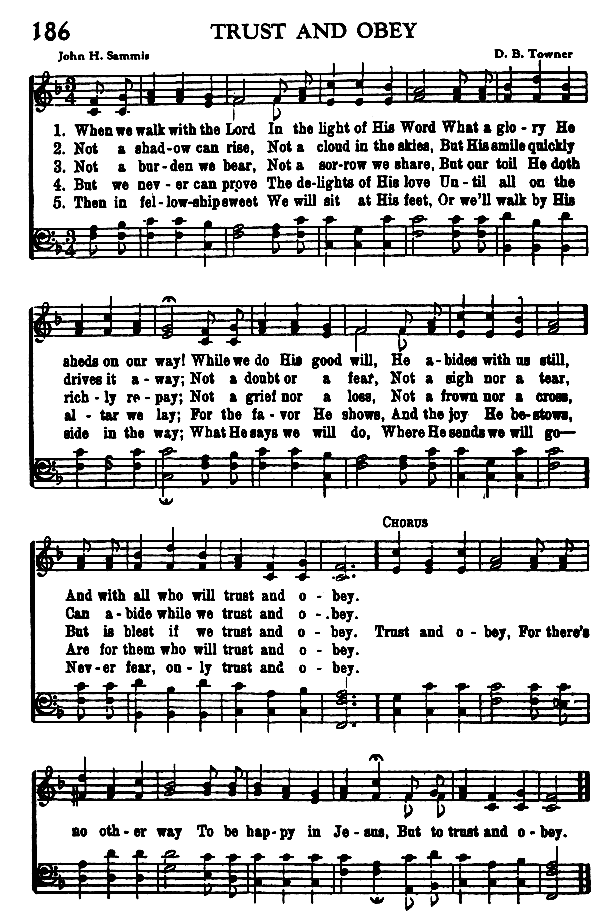 186 TRUST AND OBEY
John H. Sammis D. B. Towner
3 4
1. When we walk with the Lord In the light of His Word What a glo - ry He
2. Not a shad-ow can rise, Not a cloud in the skies, But His smile quickly
3. Not a bur-den we bear, Not a sor-row we share, But our toil He doth
4. But we nev - er can prove The de-lights of His love Un - til all on the
5. Then in fel-low-ship sweet We will sit at His feet, Or we'll walk by His
3 4
sheds on our way! While we do His good will, He a-bides with us still,
drives it a - way; Not a doubt or a fear, Not a sigh nor a tear,
rich - ly re - pay; Not a grief nor a loss, Not a frown nor a cross,
al - tar we lay; For the fa - vor He shows, And the joy He be-stows,
side in the way; What He says we will do, Where He sends we will go—
CHORUS
And with all who will trust and o - bey.
Can a - bide while we trust and o - bey.
But is blest if we trust and o - bey. Trust and o - bey, For there's
Are for them who will trust and o - bey.
Nev-er fear, on - ly trust and o - bey.
no oth - er way To be hap-py in Je - sus, But to trust and o - bey.